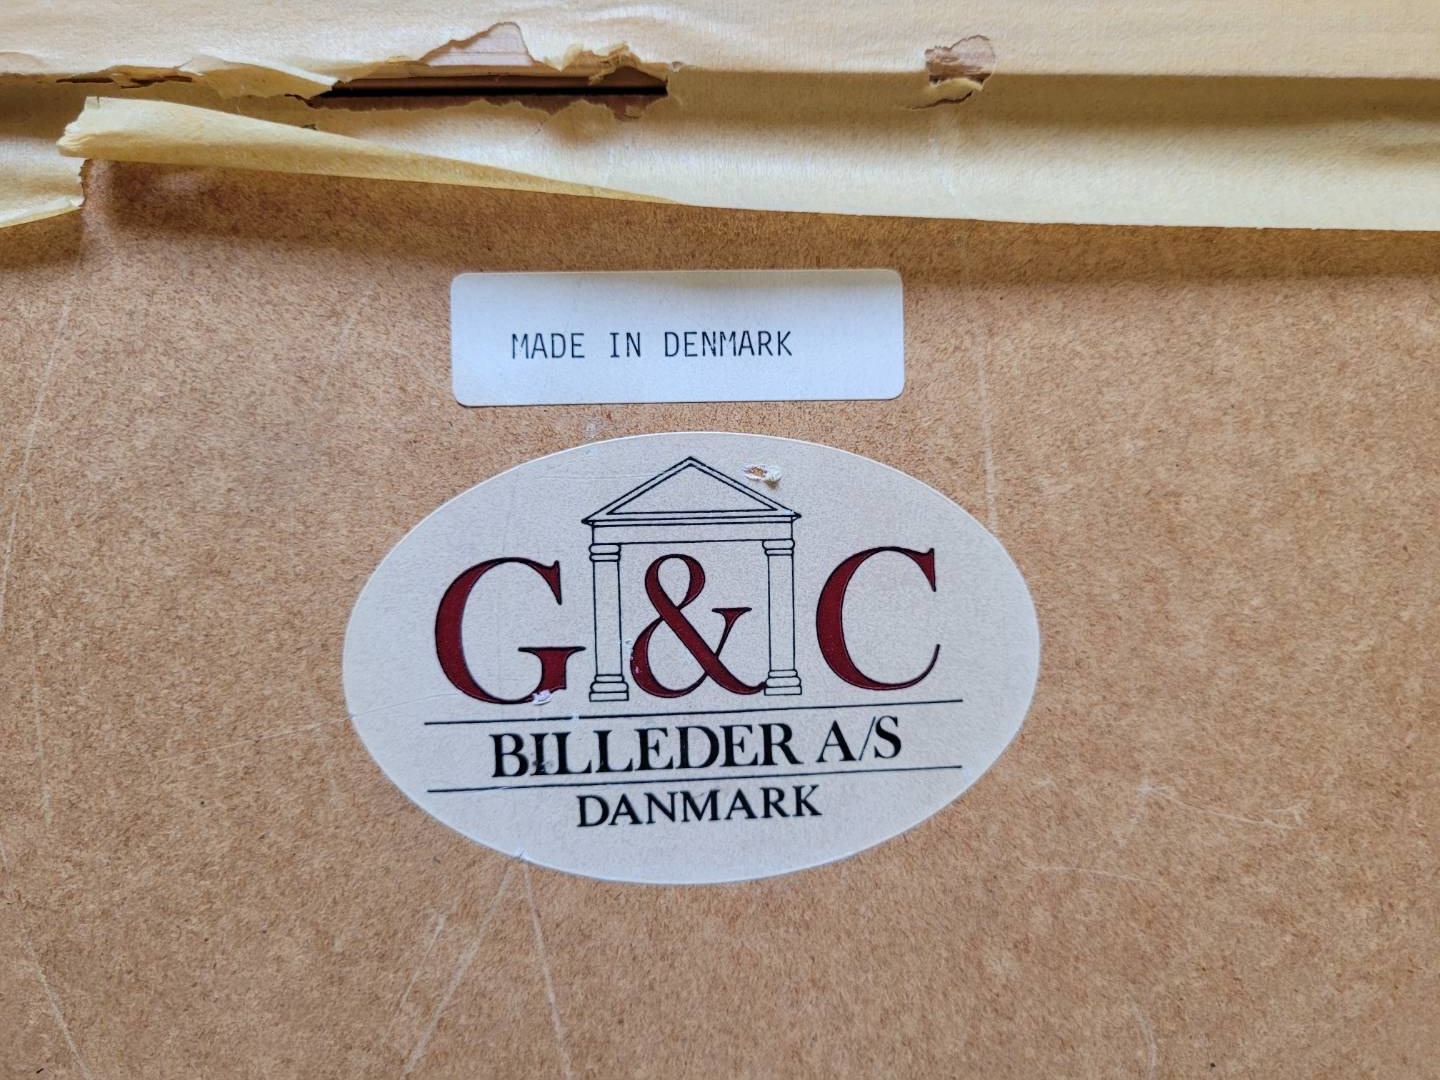 MADE IN DENMARK
G&C
BILLEDER A/S
DANMARK